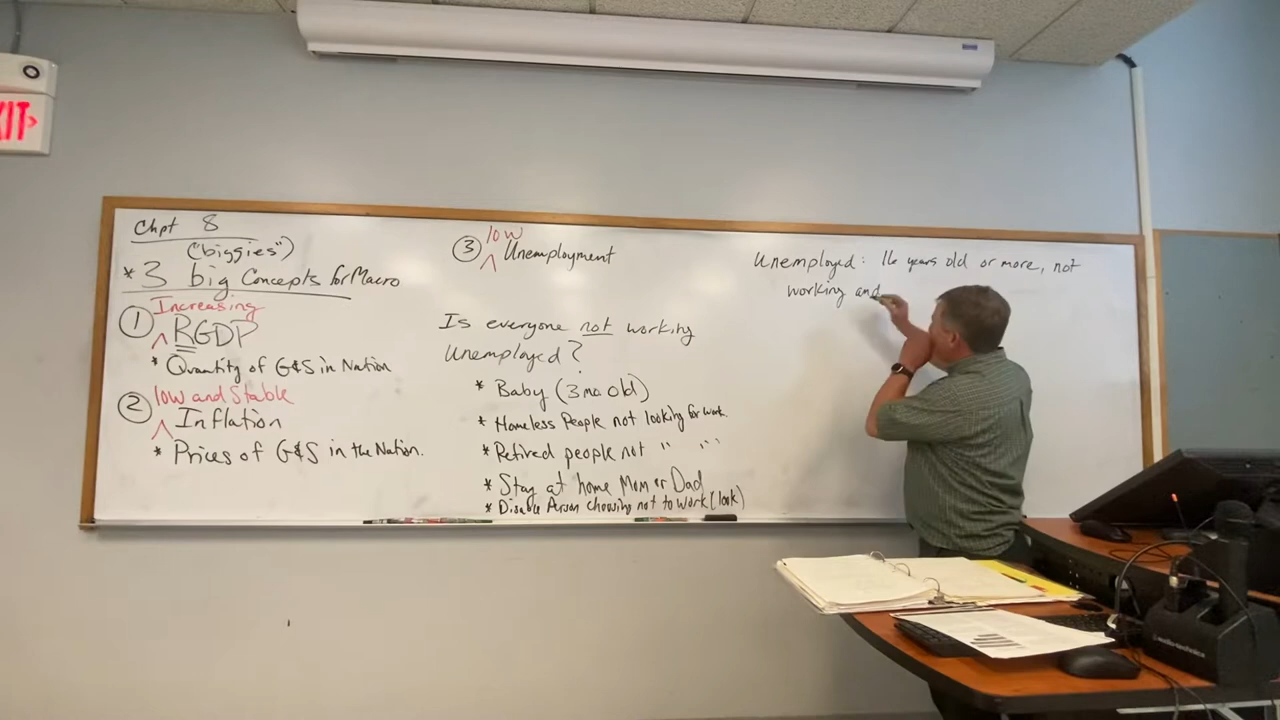 EXIT
Chpt 8
("biggies")
* 3 big Concepts for Macro
Increasing
① ^ RGDP
* Quantity of G&S in Nation
low and Stable
② ^ Inflation
* Prices of G&S in the Nation.
low
③ ^ Unemployment
Is everyone not working
Unemployed?
* Baby (3 mo old)
* Homeless People not looking for work.
* Retired people not " " "
* Stay at home Mom or Dad
* Disable Person choosing not to work (look)
Unemployed: 16 years old or more, not
working and
audio-technica